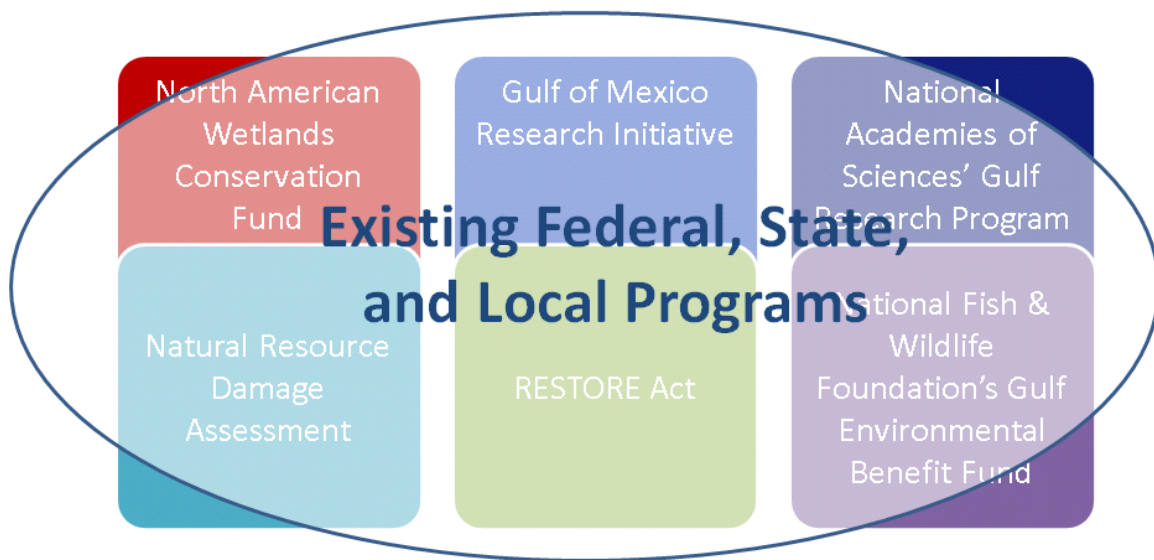 North American
Wetlands
Conservation
Fund
Gulf of Mexico
Research Initiative
National
Academies of
Sciences’ Gulf
Research Program
Existing Federal, State,
and Local Programs
Natural Resource
Damage
Assessment
RESTORE Act
National Fish &
Wildlife
Foundation’s Gulf
Environmental
Benefit Fund